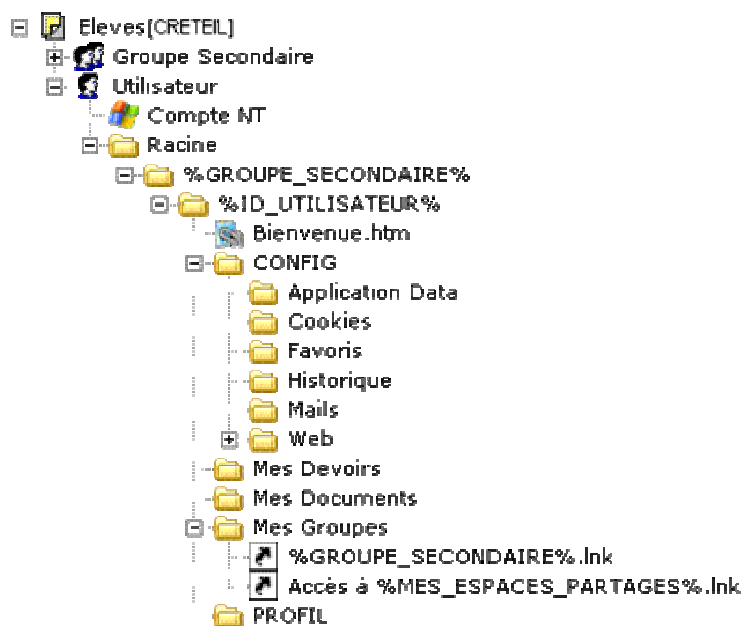 Eleves[CRETEIL]
Groupe Secondaire
Utilisateur
Compte NT
Racine
%GROUPE_SECONDAIRE%
%ID_UTILISATEUR%
Bienvenue.htm
CONFIG
Application Data
Cookies
Favoris
Historique
Mails
Web
Mes Devoirs
Mes Documents
Mes Groupes
%GROUPE_SECONDAIRE%.lnk
Accès à %MES_ESPACES_PARTAGES%.lnk
PROFIL